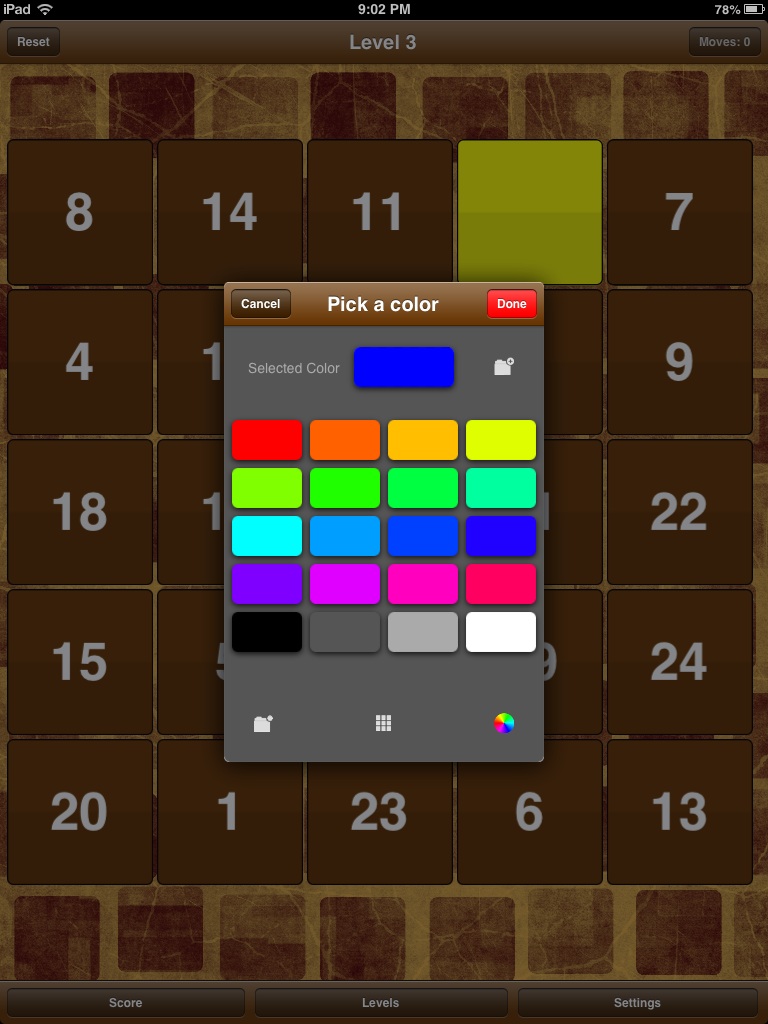 iPad 9:02 PM 78%
Reset Level 3 Moves: 0
8 14 11 7
Cancel Pick a color Done
4 9
Selected Color
18 22
15 24
20 1 23 6 13
Score Levels Settings